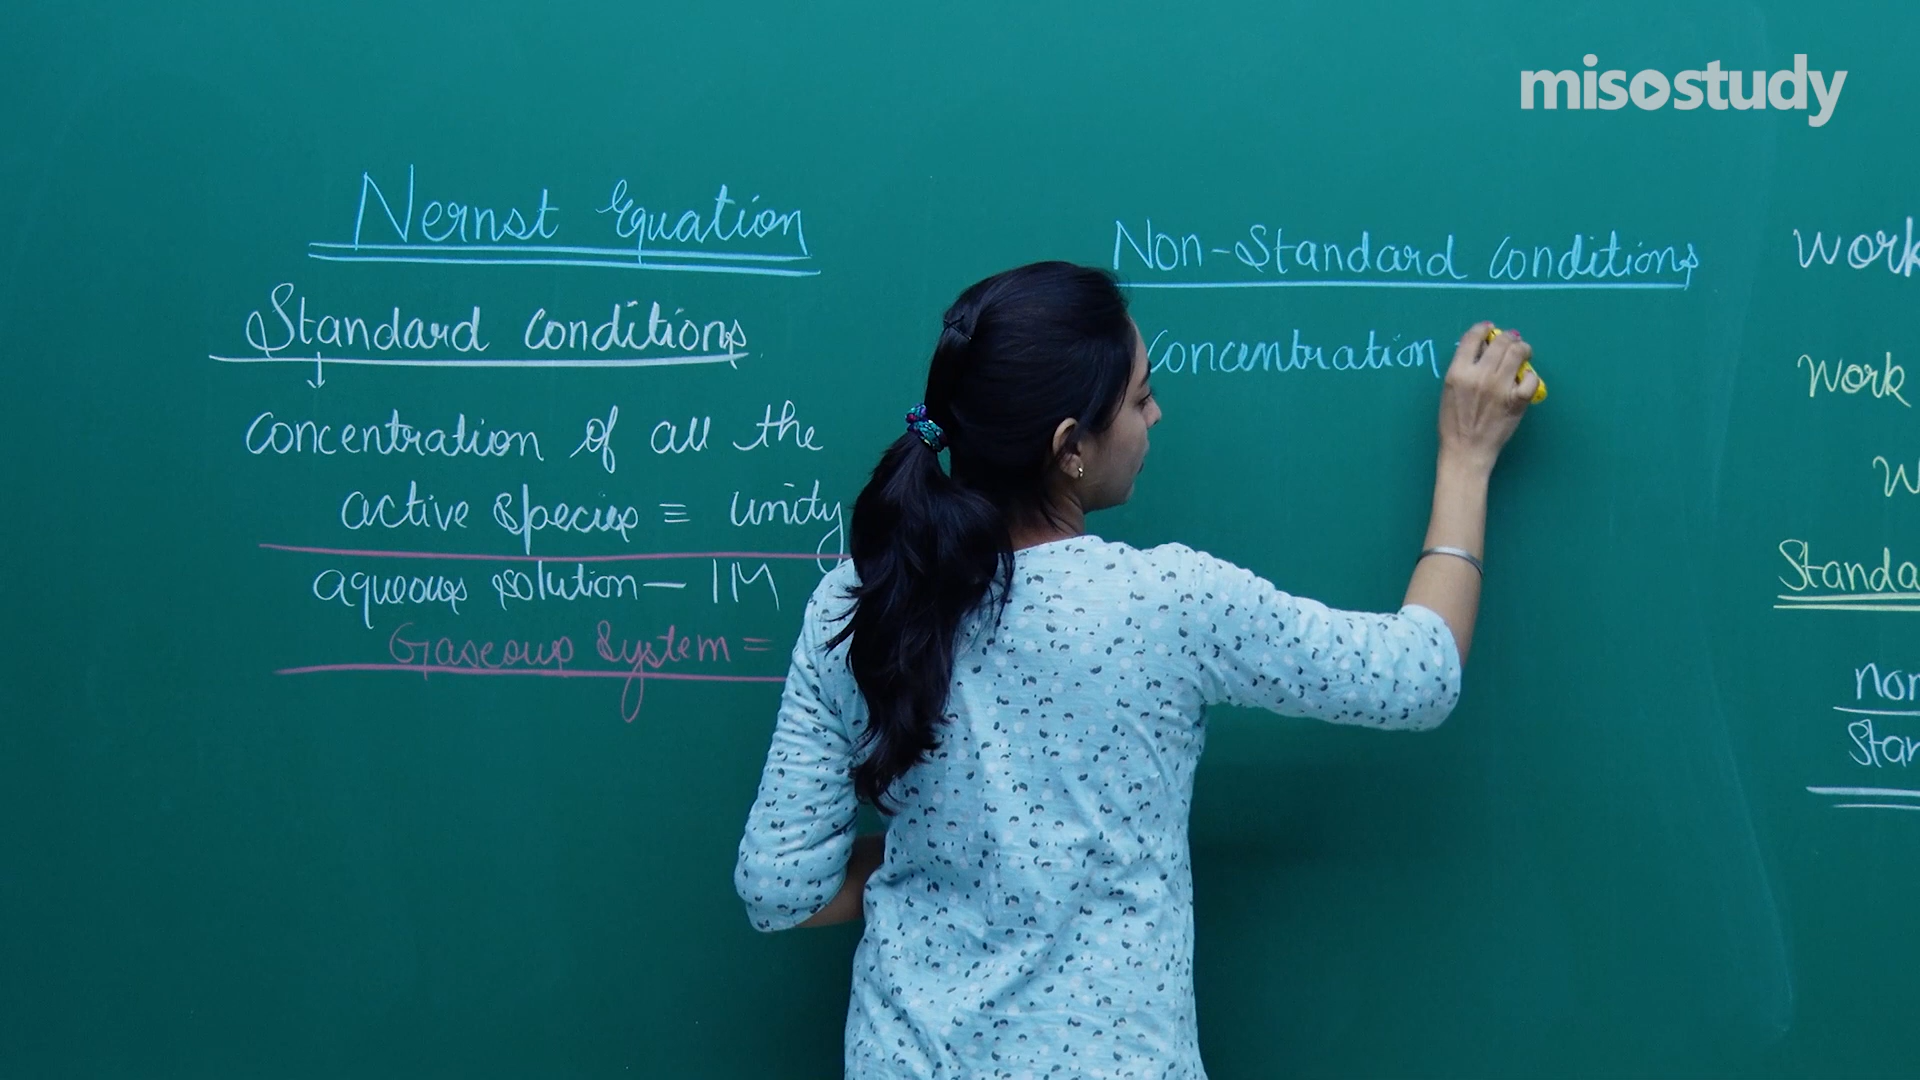 misostudy
Nernst Equation
Standard Conditions
Concentration of all the
active species ≡ unity
aqueous solution — 1M
Gaseous System =
Non-Standard Conditions
Concentration
Work
Work
W
Standa
non
Stan